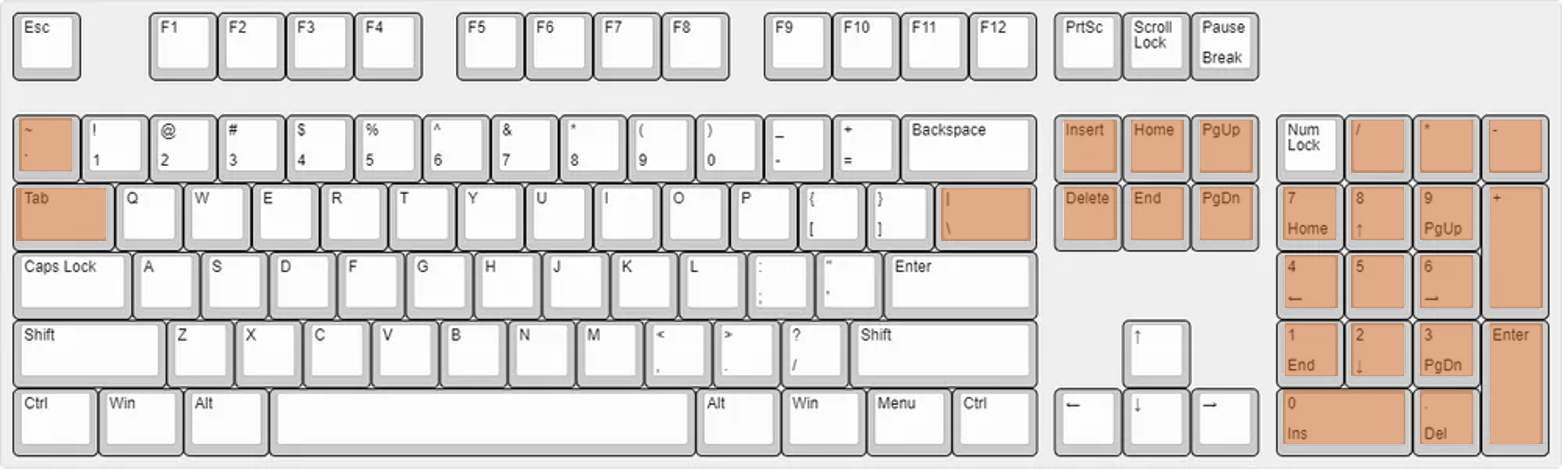 Esc F1 F2 F3 F4 F5 F6 F7 F8 F9 F10 F11 F12 PrtSc Scroll Pause
Lock
Break
~ ! @ # $ % ^ & * ( ) _ + Backspace Insert Home PgUp Num / * -
Lock
` 1 2 3 4 5 6 7 8 9 0 - =
Tab Q W E R T Y U I O P { } | Delete End PgDn 7 8 9 +
[ ] \ Home ↑ PgUp
Caps Lock A S D F G H J K L : " Enter 4 5 6
; ' ← →
Shift Z X C V B N M < > ? Shift ↑ 1 2 3 Enter
, . / End ↓ PgDn
Ctrl Win Alt Alt Win Menu Ctrl ← ↓ → 0 .
Ins Del